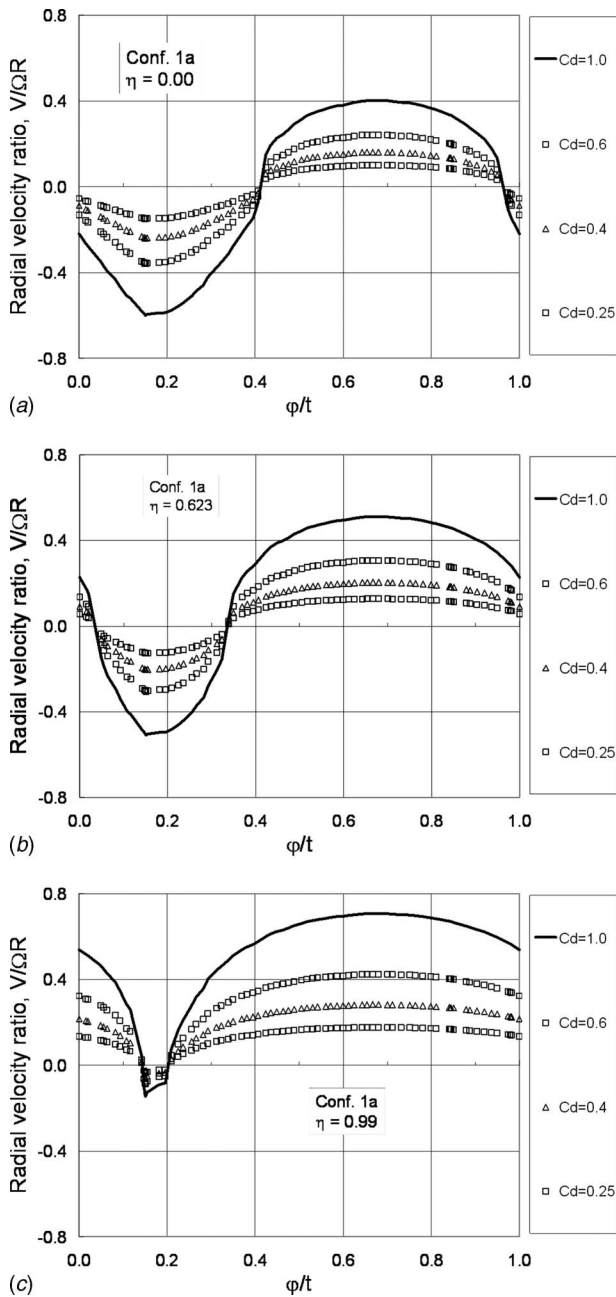 Radial velocity ratio, V/ΩR
0.8
0.4
0.0
-0.4
-0.8
Conf. 1a
η = 0.00
0.0 0.2 0.4 0.6 0.8 1.0
φ/t
(a)
Cd=1.0
Cd=0.6
Cd=0.4
Cd=0.25
Radial velocity ratio, V/ΩR
0.8
0.4
0.0
-0.4
-0.8
Conf. 1a
η = 0.623
0.0 0.2 0.4 0.6 0.8 1.0
φ/t
(b)
Cd=1.0
Cd=0.6
Cd=0.4
Cd=0.25
Radial velocity ratio, V/ΩR
0.8
0.4
0.0
-0.4
-0.8
Conf. 1a
η = 0.99
0.0 0.2 0.4 0.6 0.8 1.0
φ/t
(c)
Cd=1.0
Cd=0.6
Cd=0.4
Cd=0.25